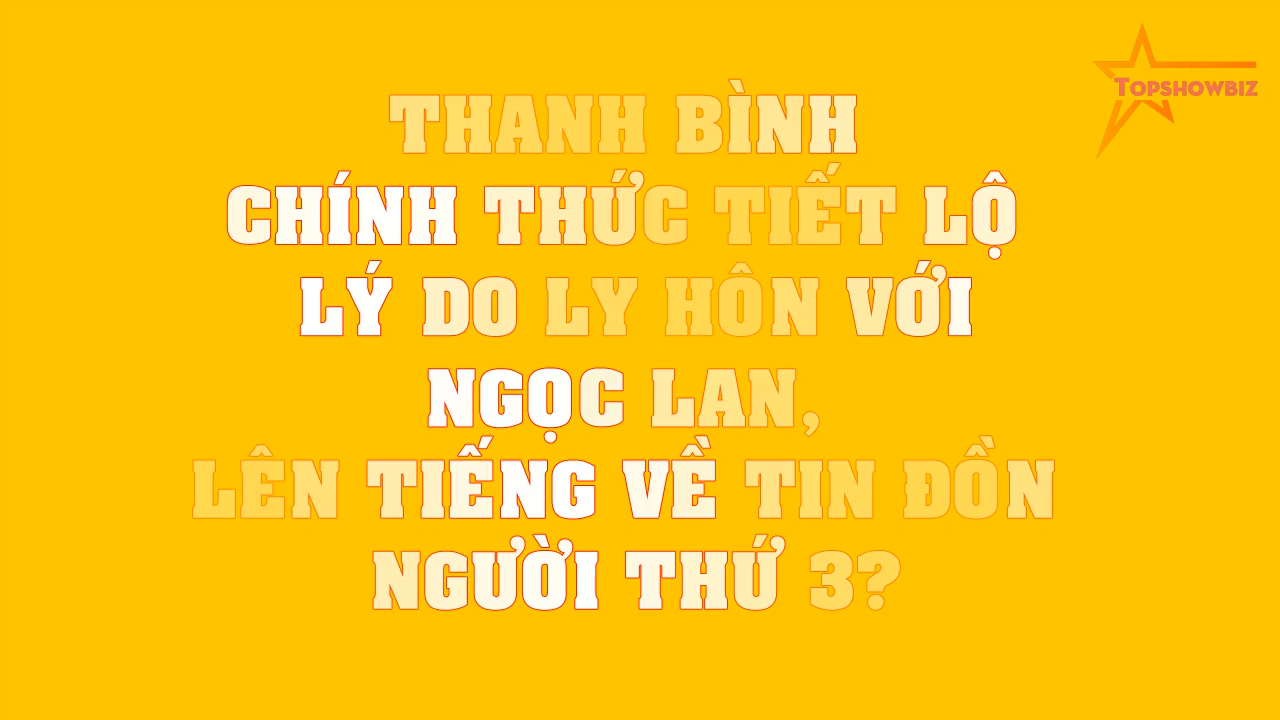 TOPSHOWBIZ
THANH BÌNH
CHÍNH THỨC TIẾT LỘ
LÝ DO LY HÔN VỚI
NGỌC LAN,
LÊN TIẾNG VỀ TIN ĐỒN
NGƯỜI THỨ 3?